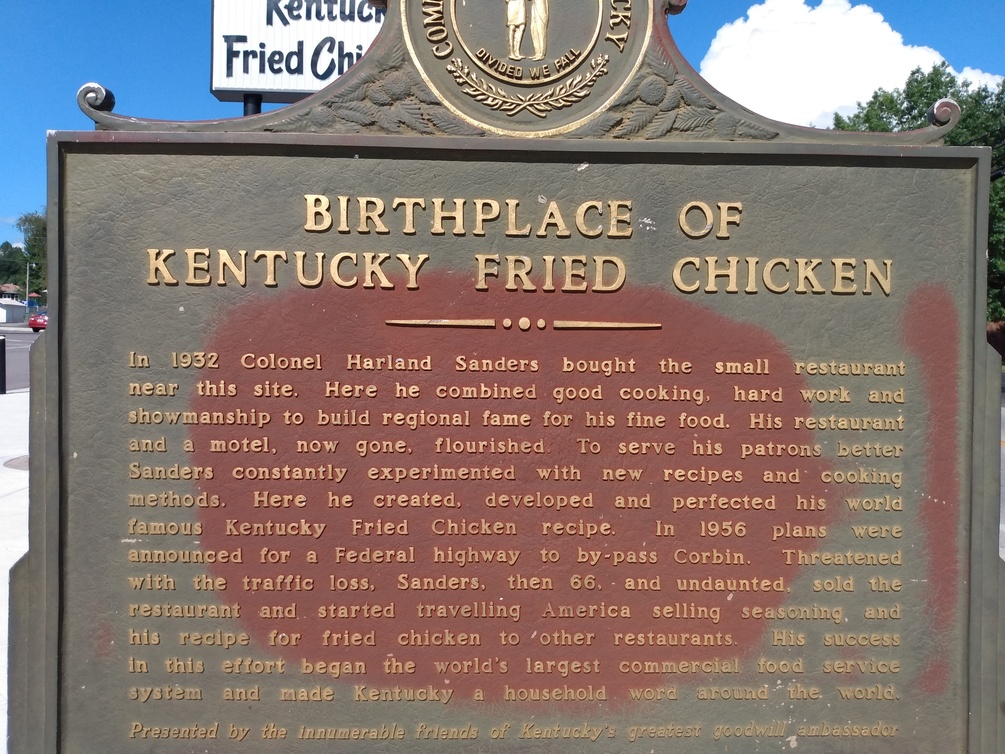 Kentuck
Fried Chi
COM
CKY
DIVIDED WE FALL
BIRTHPLACE OF
KENTUCKY FRIED CHICKEN
In 1932 Colonel Harland Sanders bought the small restaurant
near this site. Here he combined good cooking, hard work and
showmanship to build regional fame for his fine food. His restaurant
and a motel, now gone, flourished. To serve his patrons better
Sanders constantly experimented with new recipes and cooking
methods. Here he created, developed and perfected his world
famous Kentucky Fried Chicken recipe. In 1956 plans were
announced for a Federal highway to by-pass Corbin. Threatened
with the traffic loss, Sanders, then 66, and undaunted, sold the
restaurant and started travelling America selling seasoning and
his recipe for fried chicken to other restaurants. His success
in this effort began the world's largest commercial food service
system and made Kentucky a household word around the world.
Presented by the innumerable friends of Kentucky's greatest goodwill ambassador